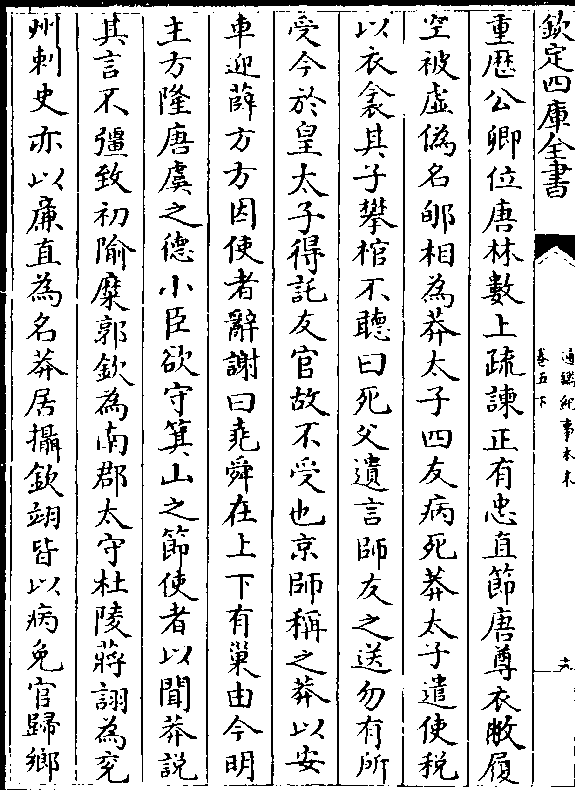 欽定四庫全書
通鑑紀事本末
卷五下
六
重歴公卿位唐林數上疏諫正有忠直節唐尊衣敝履
空被虛偽名郇相為莽太子四友病死莽太子遣使稅
以衣衾其子攀棺不聽曰死父遺言師友之送勿有所
受今於皇太子得託友官故不受也京師稱之莽以安
車迎薛方方因使者辭謝曰堯舜在上下有巢由今明
主方隆唐虞之德小臣欲守箕山之節使者以聞莽說
其言不彊致初隃糜郭欽為南郡太守杜陵蔣詡為兗
州刺史亦以廉直為名莽居攝欽詡皆以病免官歸鄉